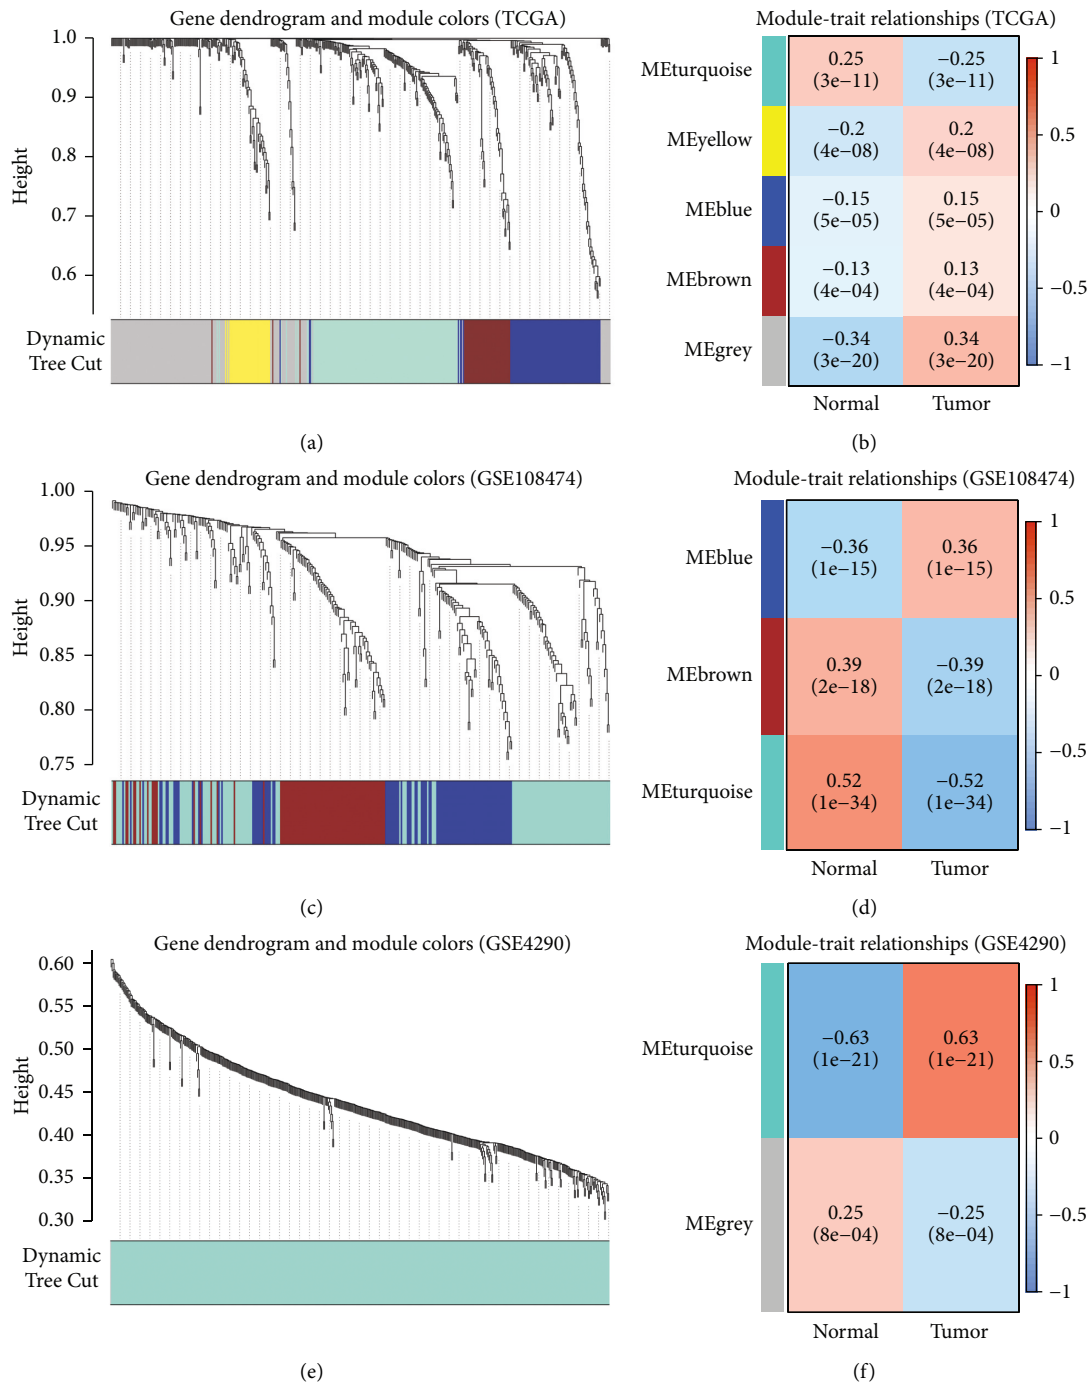 Gene dendrogram and module colors (TCGA)
1.0
0.9
0.8
0.7
0.6
Height
Dynamic
Tree Cut
(a)
Module-trait relationships (TCGA)
MEturquoise
MEyellow
MEblue
MEbrown
MEgrey
0.25
(3e−11)
−0.25
(3e−11)
−0.2
(4e−08)
0.2
(4e−08)
−0.15
(5e−05)
0.15
(5e−05)
−0.13
(4e−04)
0.13
(4e−04)
−0.34
(3e−20)
0.34
(3e−20)
Normal
Tumor
1
0.5
0
−0.5
−1
(b)
Gene dendrogram and module colors (GSE108474)
1.00
0.95
0.90
0.85
0.80
0.75
Height
Dynamic
Tree Cut
(c)
Module-trait relationships (GSE108474)
MEblue
MEbrown
MEturquoise
−0.36
(1e−15)
0.36
(1e−15)
0.39
(2e−18)
−0.39
(2e−18)
0.52
(1e−34)
−0.52
(1e−34)
Normal
Tumor
1
0.5
0
−0.5
−1
(d)
Gene dendrogram and module colors (GSE4290)
0.60
0.55
0.50
0.45
0.40
0.35
0.30
Height
Dynamic
Tree Cut
(e)
Module-trait relationships (GSE4290)
MEturquoise
MEgrey
−0.63
(1e−21)
0.63
(1e−21)
0.25
(8e−04)
−0.25
(8e−04)
Normal
Tumor
1
0.5
0
−0.5
−1
(f)